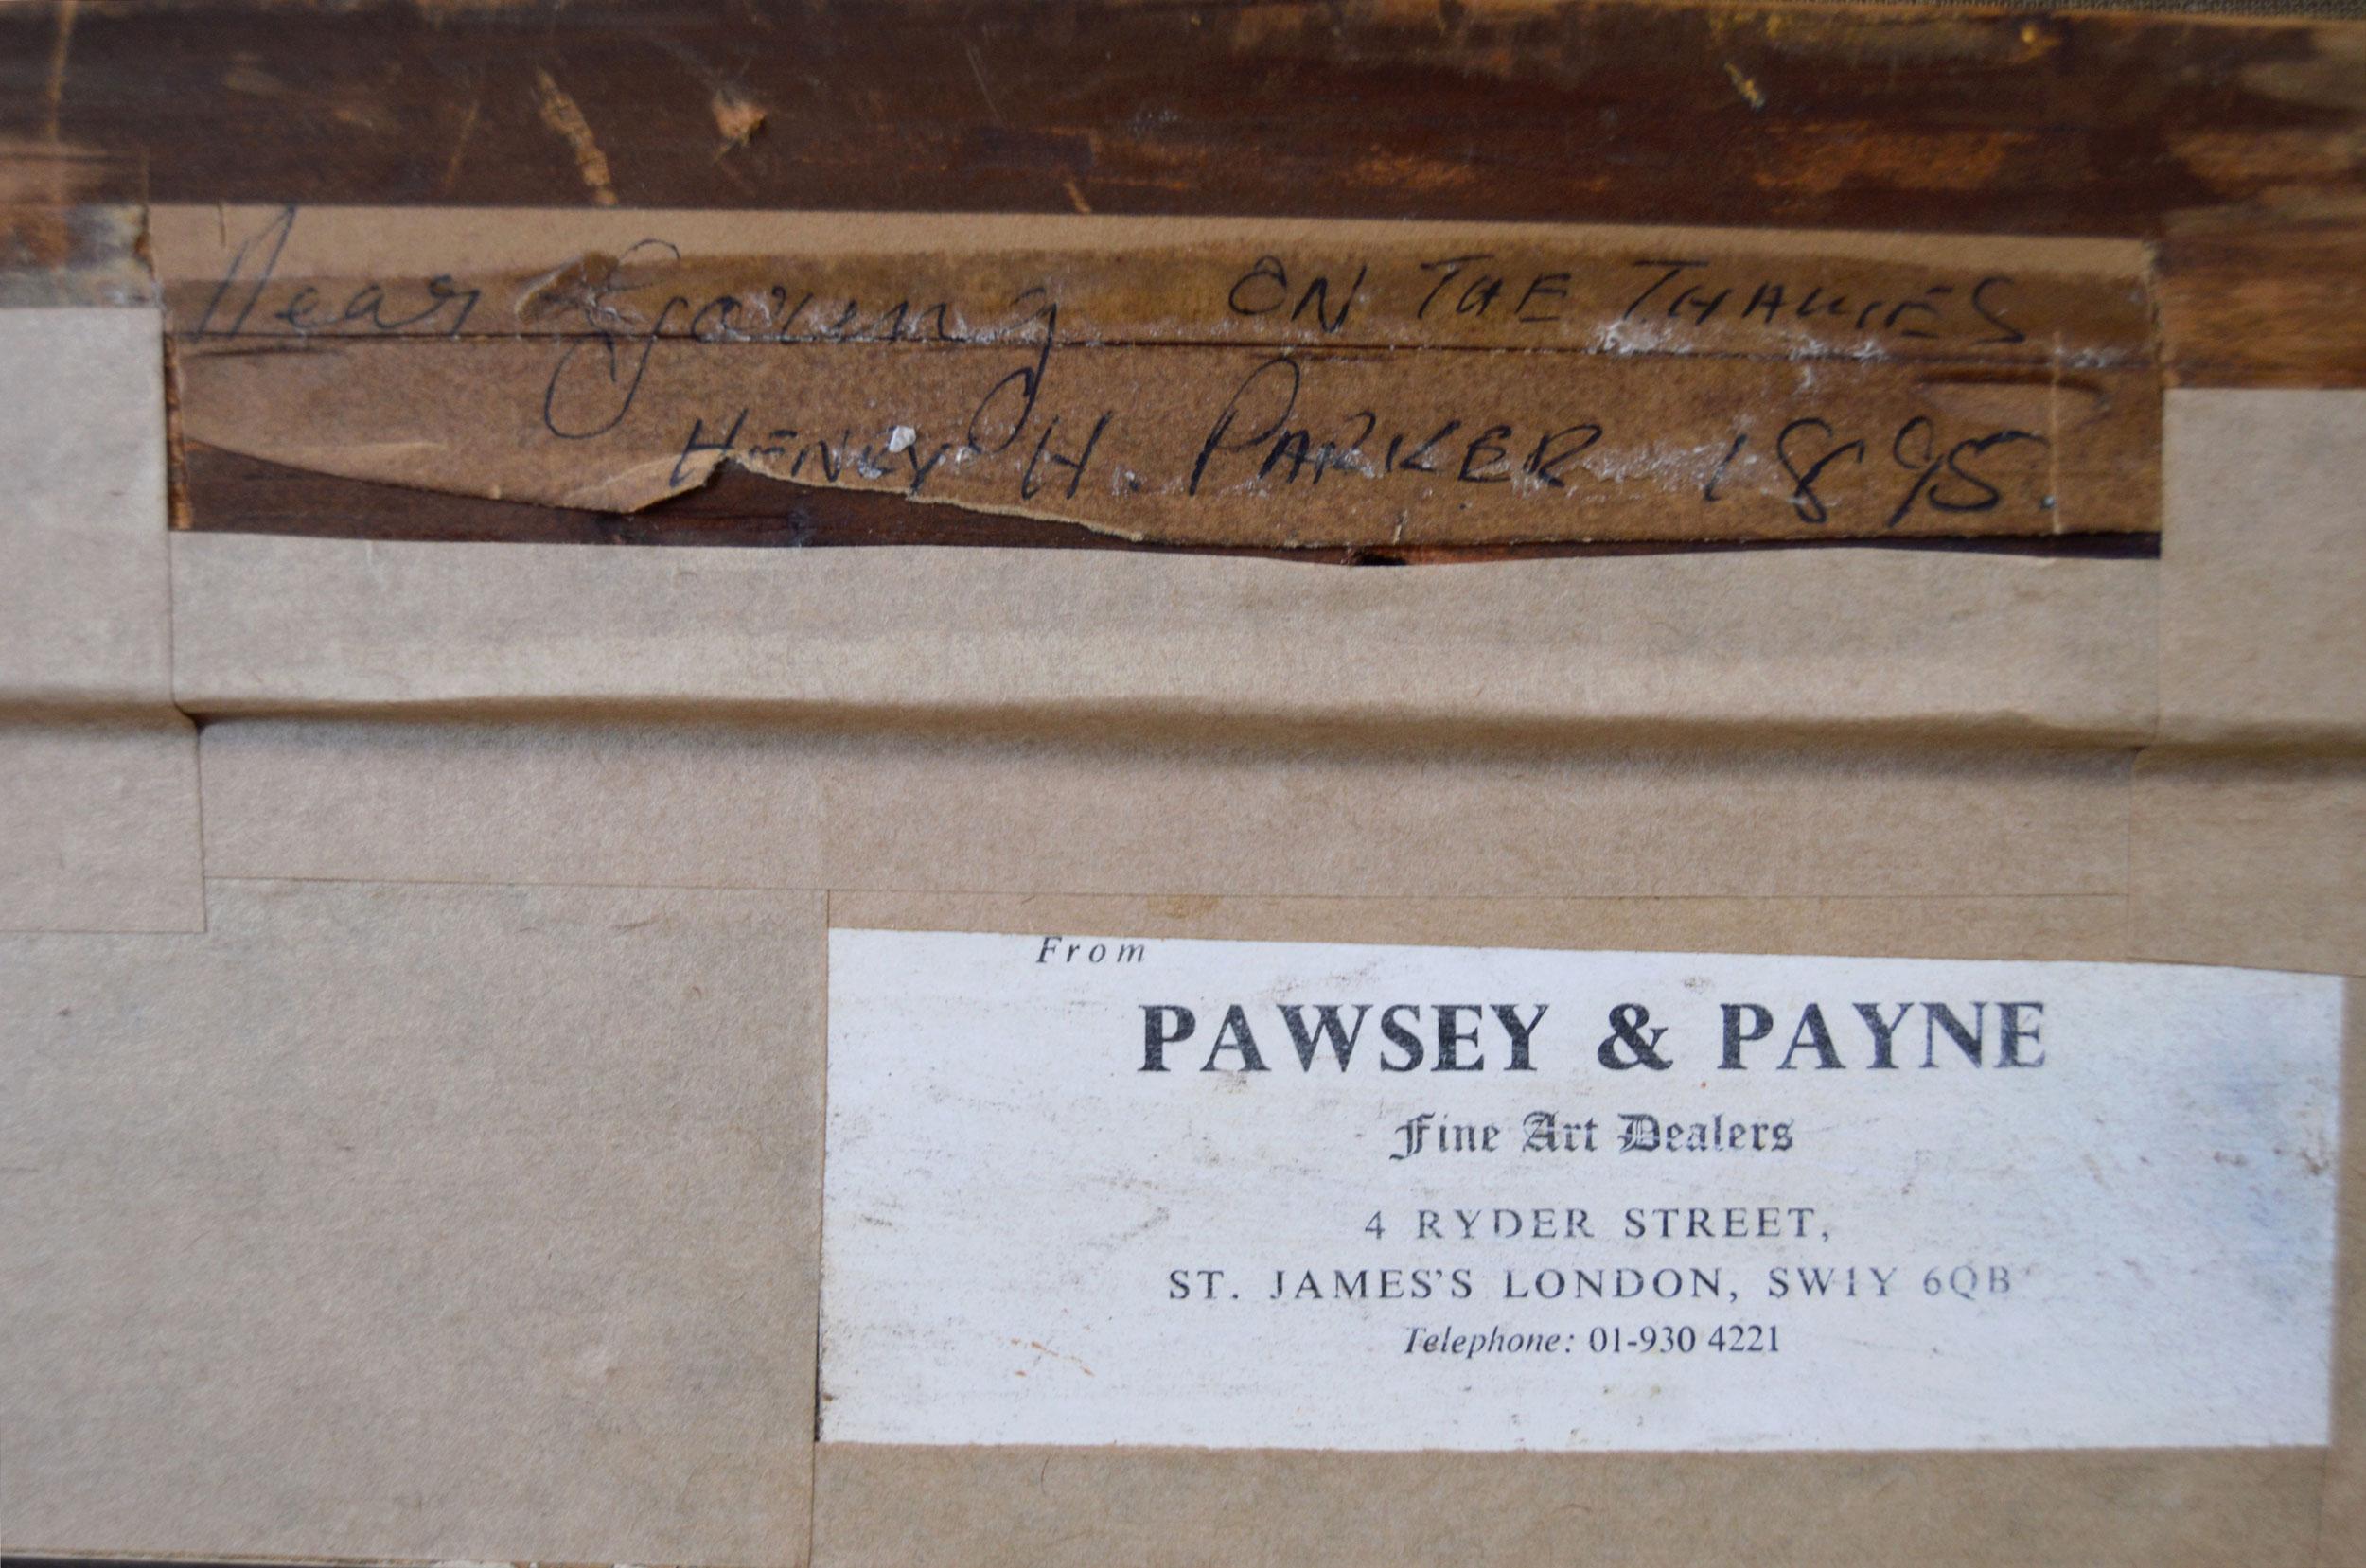 Near Goring ON THE THAMES
HENRY H. PARKER 1895.
From
PAWSEY & PAYNE
Fine Art Dealers
4 RYDER STREET,
ST. JAMES'S LONDON, SW1Y 6QB
Telephone: 01-930 4221